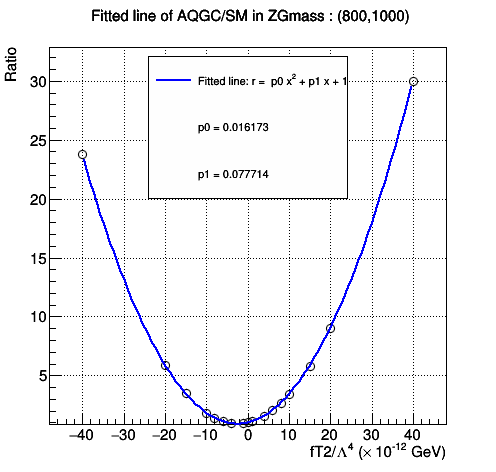 Fitted line of AQGC/SM in ZGmass : (800,1000)
Ratio
Fitted line: r = p0 x² + p1 x + 1
p0 = 0.016173
p1 = 0.077714
30
25
20
15
10
5
−40 −30 −20 −10 0 10 20 30 40
fT2/Λ⁴ (× 10⁻¹² GeV)